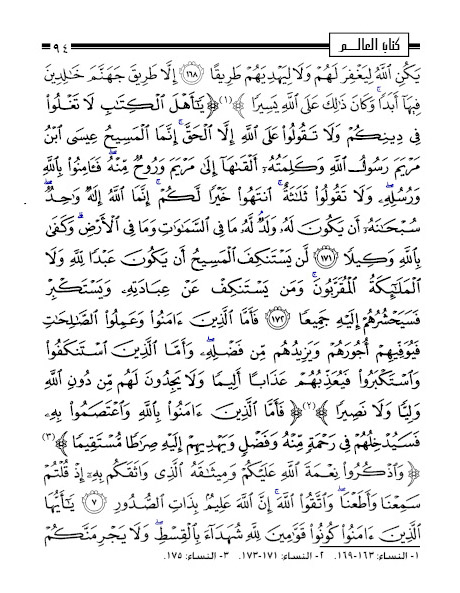 كتاب العالم ٩٤
يَكُنِ ٱللَّهُ لِيَغْفِرَ لَهُمْ وَلَا لِيَهْدِيَهُمْ طَرِيقًا ﴿١٦٨﴾ إِلَّا طَرِيقَ جَهَنَّمَ خَالِدِينَ
فِيهَآ أَبَدًا ۚ وَكَانَ ذَٰلِكَ عَلَى ٱللَّهِ يَسِيرًا ﴾(١) ﴿ يَـٰٓأَهْلَ ٱلْكِتَـٰبِ لَا تَغْلُوا۟
فِى دِينِكُمْ وَلَا تَقُولُوا۟ عَلَى ٱللَّهِ إِلَّا ٱلْحَقَّ ۚ إِنَّمَا ٱلْمَسِيحُ عِيسَى ٱبْنُ
مَرْيَمَ رَسُولُ ٱللَّهِ وَكَلِمَتُهُۥٓ أَلْقَىٰهَآ إِلَىٰ مَرْيَمَ وَرُوحٌ مِّنْهُ ۖ فَـَٔامِنُوا۟ بِٱللَّهِ
وَرُسُلِهِۦ ۖ وَلَا تَقُولُوا۟ ثَلَـٰثَةٌ ۚ ٱنتَهُوا۟ خَيْرًا لَّكُمْ ۚ إِنَّمَا ٱللَّهُ إِلَـٰهٌ وَٰحِدٌ ۖ
سُبْحَـٰنَهُۥٓ أَن يَكُونَ لَهُۥ وَلَدٌ ۘ لَّهُۥ مَا فِى ٱلسَّمَـٰوَٰتِ وَمَا فِى ٱلْأَرْضِ ۗ وَكَفَىٰ
بِٱللَّهِ وَكِيلًا ﴿١٧١﴾ لَّن يَسْتَنكِفَ ٱلْمَسِيحُ أَن يَكُونَ عَبْدًا لِّلَّهِ وَلَا
ٱلْمَلَـٰٓئِكَةُ ٱلْمُقَرَّبُونَ ۚ وَمَن يَسْتَنكِفْ عَنْ عِبَادَتِهِۦ وَيَسْتَكْبِرْ
فَسَيَحْشُرُهُمْ إِلَيْهِ جَمِيعًا ﴿١٧٢﴾ فَأَمَّا ٱلَّذِينَ ءَامَنُوا۟ وَعَمِلُوا۟ ٱلصَّـٰلِحَـٰتِ
فَيُوَفِّيهِمْ أُجُورَهُمْ وَيَزِيدُهُم مِّن فَضْلِهِۦ ۖ وَأَمَّا ٱلَّذِينَ ٱسْتَنكَفُوا۟
وَٱسْتَكْبَرُوا۟ فَيُعَذِّبُهُمْ عَذَابًا أَلِيمًا وَلَا يَجِدُونَ لَهُم مِّن دُونِ ٱللَّهِ
وَلِيًّا وَلَا نَصِيرًا ﴾(٢) ﴿ فَأَمَّا ٱلَّذِينَ ءَامَنُوا۟ بِٱللَّهِ وَٱعْتَصَمُوا۟ بِهِۦ
فَسَيُدْخِلُهُمْ فِى رَحْمَةٍ مِّنْهُ وَفَضْلٍ وَيَهْدِيهِمْ إِلَيْهِ صِرَٰطًا مُّسْتَقِيمًا ﴾(٣)
﴿ وَٱذْكُرُوا۟ نِعْمَةَ ٱللَّهِ عَلَيْكُمْ وَمِيثَـٰقَهُ ٱلَّذِى وَاثَقَكُم بِهِۦٓ إِذْ قُلْتُمْ
سَمِعْنَا وَأَطَعْنَا ۖ وَٱتَّقُوا۟ ٱللَّهَ ۚ إِنَّ ٱللَّهَ عَلِيمٌۢ بِذَاتِ ٱلصُّدُورِ ﴿٧﴾ يَـٰٓأَيُّهَا
ٱلَّذِينَ ءَامَنُوا۟ كُونُوا۟ قَوَّٰمِينَ لِلَّهِ شُهَدَآءَ بِٱلْقِسْطِ ۖ وَلَا يَجْرِمَنَّكُمْ
١- النساء: ١٦٣-١٦٩. ٢- النساء: ١٧١-١٧٣. ٣- النساء: ١٧٥.